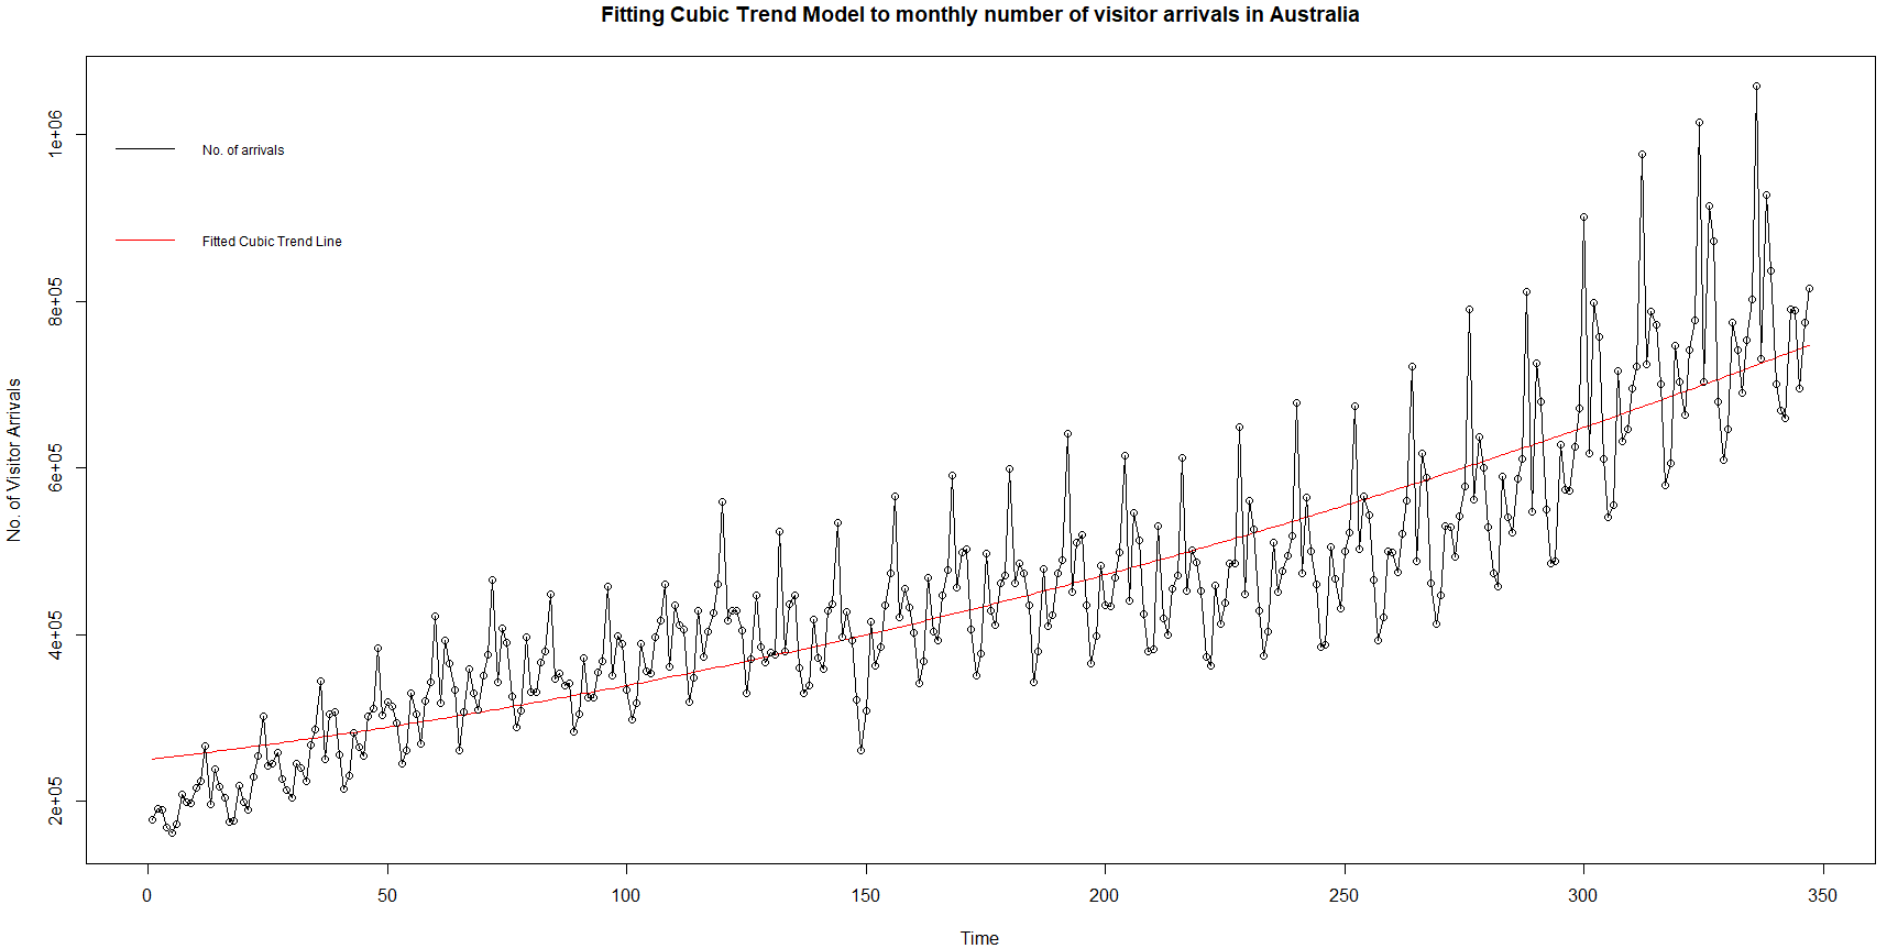 Fitting Cubic Trend Model to monthly number of visitor arrivals in Australia
1e+06
8e+05
6e+05
4e+05
2e+05
No. of Visitor Arrivals
No. of arrivals
Fitted Cubic Trend Line
0 50 100 150 200 250 300 350
Time